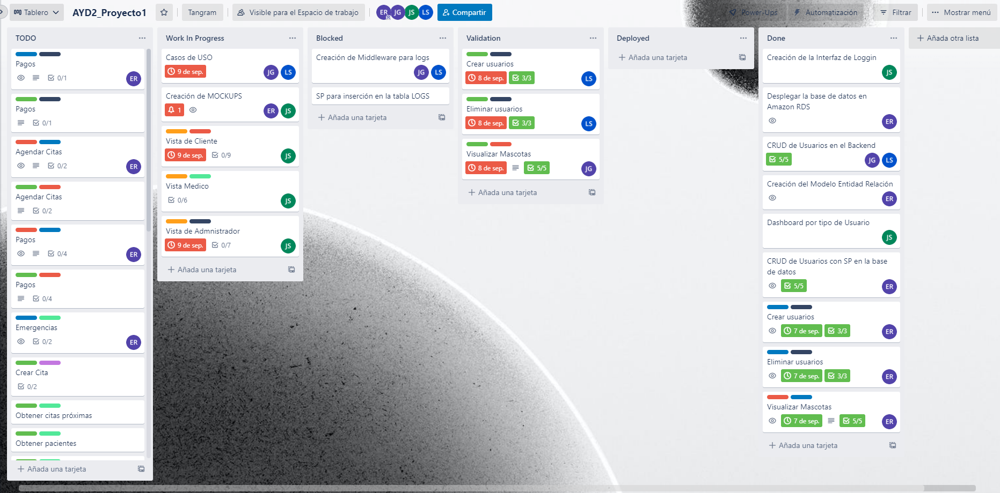 Tablero
AYD2_Proyecto1
Tangram
Visible para el Espacio de trabajo
ER JG JS LS
Compartir
Power-Ups
Automatización
Filtrar
Mostrar menú
TODO
Pagos
0/1
ER
Pagos
0/1
Agendar Citas
0/2
ER
Agendar Citas
0/2
Pagos
0/4
ER
Pagos
0/4
Emergencias
0/2
ER
Crear Cita
0/2
Obtener citas próximas
Obtener pacientes
Añada una tarjeta
Work In Progress
Casos de USO
9 de sep.
JG LS
Creación de MOCKUPS
1
ER JS
Vista de Cliente
9 de sep. 0/9
JS
Vista Medico
0/6
JS
Vista de Admnistrador
9 de sep. 0/7
JS
Añada una tarjeta
Blocked
Creación de Middleware para logs
JG LS
SP para inserción en la tabla LOGS
Añada una tarjeta
Validation
Crear usuarios
8 de sep. 3/3
LS
Eliminar usuarios
8 de sep. 3/3
LS
Visualizar Mascotas
8 de sep. 5/5
JG
Añada una tarjeta
Deployed
Añada una tarjeta
Done
Creación de la Interfaz de Loggin
JS
Desplegar la base de datos en
Amazon RDS
ER
CRUD de Usuarios en el Backend
5/5
JG LS
Creación del Modelo Entidad Relación
ER
Dashboard por tipo de Usuario
JS
CRUD de Usuarios con SP en la base
de datos
5/5
ER
Crear usuarios
7 de sep. 3/3
ER
Eliminar usuarios
7 de sep. 3/3
ER
Visualizar Mascotas
7 de sep. 5/5
ER
Añada una tarjeta
Añada otra lista